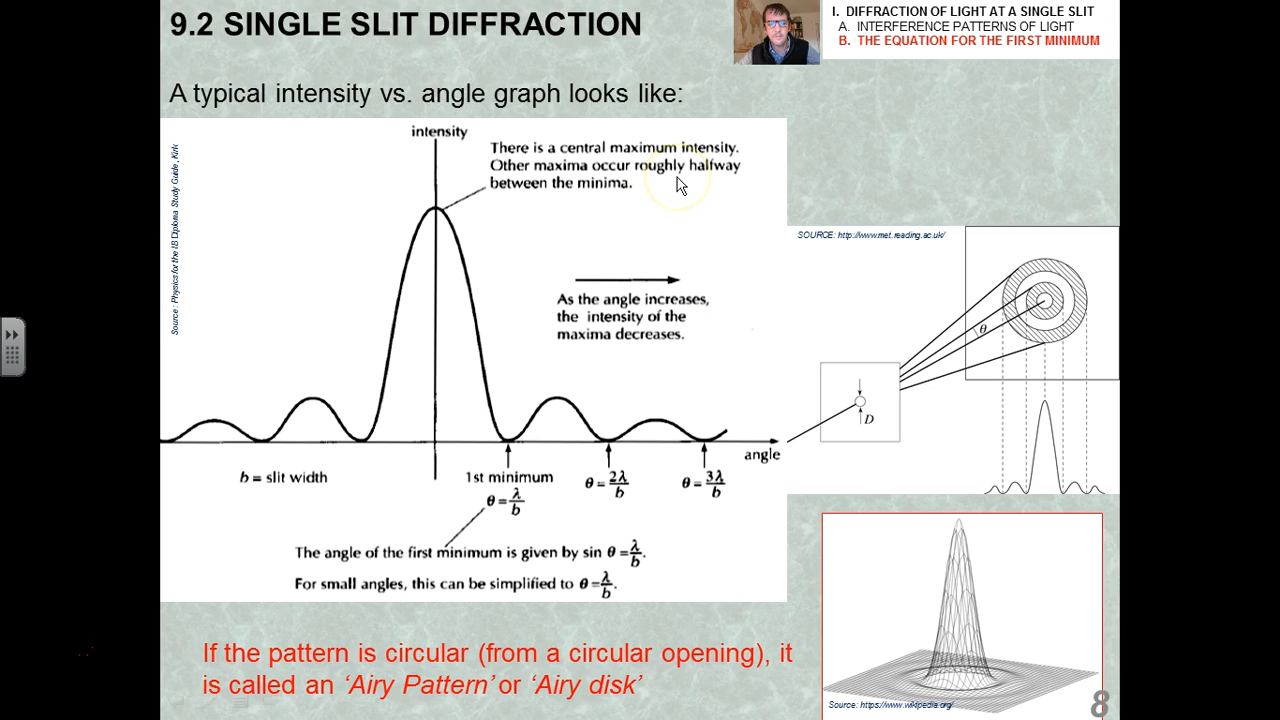 9.2 SINGLE SLIT DIFFRACTION
I. DIFFRACTION OF LIGHT AT A SINGLE SLIT
A. INTERFERENCE PATTERNS OF LIGHT
B. THE EQUATION FOR THE FIRST MINIMUM
A typical intensity vs. angle graph looks like:
Source: Physics for the IB Diploma Study Guide, Kirk
intensity
There is a central maximum intensity.
Other maxima occur roughly halfway
between the minima.
As the angle increases,
the intensity of the
maxima decreases.
angle
b = slit width
1st minimum
θ = λ/b
θ = 2λ/b
θ = 3λ/b
The angle of the first minimum is given by sin θ = λ/b.
For small angles, this can be simplified to θ = λ/b.
SOURCE: http://www.met.reading.ac.uk/
θ
D
If the pattern is circular (from a circular opening), it
is called an ‘Airy Pattern’ or ‘Airy disk’
Source: https://www.wikipedia.org/
8